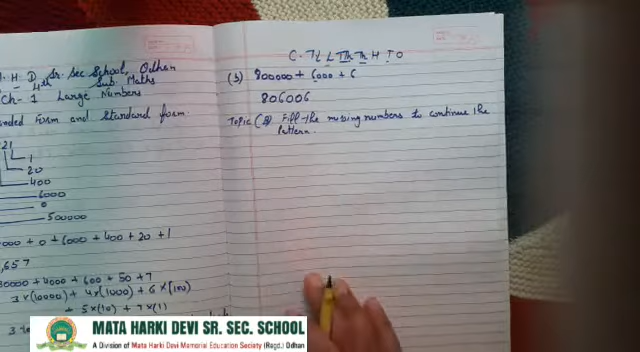 H. D. Sr. Sec School, Odhan
4th Sub. Maths
Ch-1 Large Numbers
nded Form and Standard form.
21
1
20
400
6000
0
500000
000 + 0 + 6000 + 400 + 20 + 1
,657
30000 + 4000 + 600 + 50 + 7
3 x (10000) + 4 x (1000) + 6 x (100)
+ 5 x (10) + 7 x (1)
C TL L TTh Th H T O
(3) 800000 + 6000 + 6
806006
Topic (2) Fill the missing numbers to continue the
pattern.
MATA HARKI DEVI SR. SEC. SCHOOL
A Division of Mata Harki Devi Memorial Education Society (Regd.) Odhan